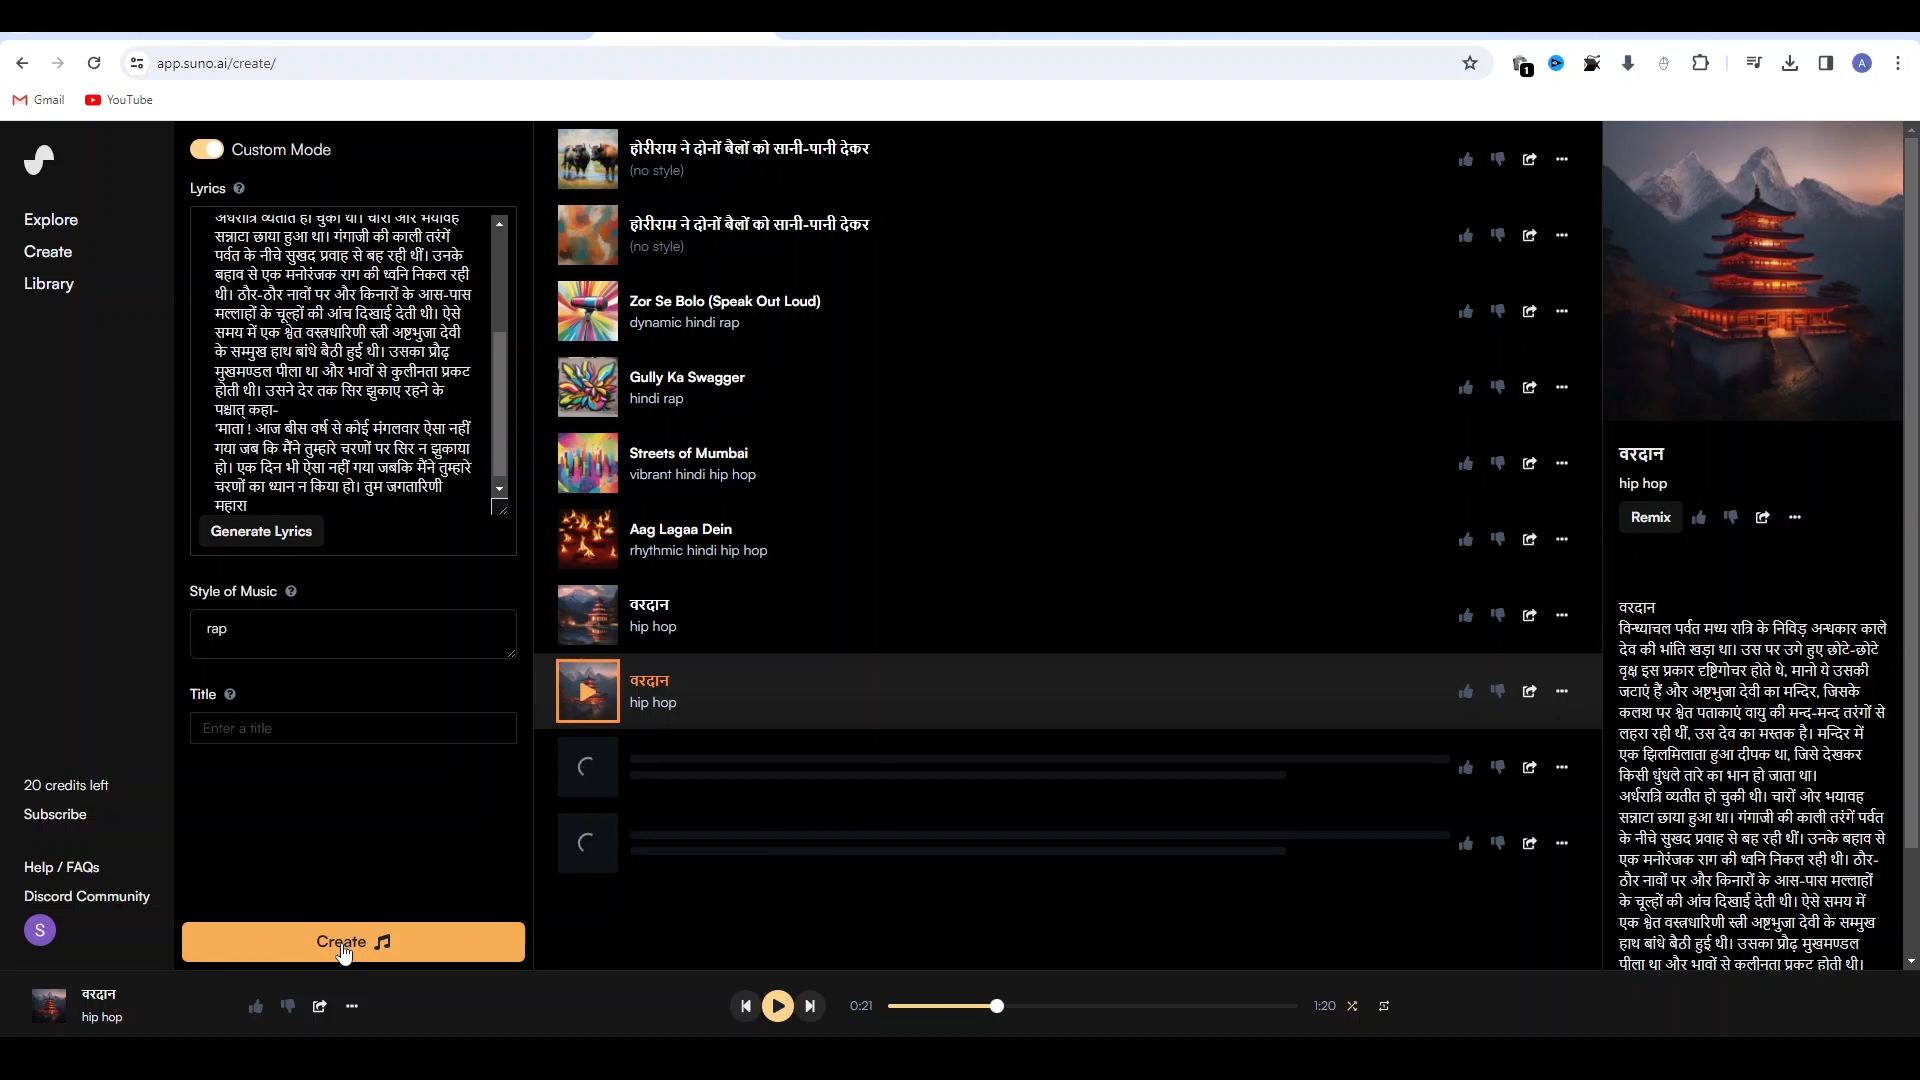 app.suno.ai/create/
1
A
Gmail
YouTube
Explore
Create
Library
20 credits left
Subscribe
Help / FAQs
Discord Community
S
Custom Mode
Lyrics
अर्धरात्रि व्यतीत हो चुकी थी। चारों ओर भयावह
सन्नाटा छाया हुआ था। गंगाजी की काली तरंगें
पर्वत के नीचे सुखद प्रवाह से बह रही थीं। उनके
बहाव से एक मनोरंजक राग की ध्वनि निकल रही
थी। ठौर-ठौर नावों पर और किनारों के आस-पास
मल्लाहों के चूल्हों की आंच दिखाई देती थी। ऐसे
समय में एक श्वेत वस्त्रधारिणी स्त्री अष्टभुजा देवी
के सम्मुख हाथ बांधे बैठी हुई थी। उसका प्रौढ़
मुखमण्डल पीला था और भावों से कुलीनता प्रकट
होती थी। उसने देर तक सिर झुकाए रहने के
पश्चात् कहा-
‘माता ! आज बीस वर्ष से कोई मंगलवार ऐसा नहीं
गया जब कि मैंने तुम्हारे चरणों पर सिर न झुकाया
हो। एक दिन भी ऐसा नहीं गया जबकि मैंने तुम्हारे
चरणों का ध्यान न किया हो। तुम जगतारिणी
महारा
Generate Lyrics
Style of Music
rap
Title
Enter a title
Create
होरीराम ने दोनों बैलों को सानी-पानी देकर
(no style)
होरीराम ने दोनों बैलों को सानी-पानी देकर
(no style)
Zor Se Bolo (Speak Out Loud)
dynamic hindi rap
Gully Ka Swagger
hindi rap
Streets of Mumbai
vibrant hindi hip hop
Aag Lagaa Dein
rhythmic hindi hip hop
वरदान
hip hop
वरदान
hip hop
वरदान
hip hop
Remix
वरदान
विन्ध्याचल पर्वत मध्य रात्रि के निविड़ अन्धकार काले
देव की भांति खड़ा था। उस पर उगे हुए छोटे-छोटे
वृक्ष इस प्रकार दृष्टिगोचर होते थे, मानो ये उसकी
जटाएं हैं और अष्टभुजा देवी का मन्दिर, जिसके
कलश पर श्वेत पताकाएं वायु की मन्द-मन्द तरंगों से
लहरा रही थीं, उस देव का मस्तक है। मन्दिर में
एक झिलमिलाता हुआ दीपक था, जिसे देखकर
किसी धुंधले तारे का भान हो जाता था।
अर्धरात्रि व्यतीत हो चुकी थी। चारों ओर भयावह
सन्नाटा छाया हुआ था। गंगाजी की काली तरंगें पर्वत
के नीचे सुखद प्रवाह से बह रही थीं। उनके बहाव से
एक मनोरंजक राग की ध्वनि निकल रही थी। ठौर-
ठौर नावों पर और किनारों के आस-पास मल्लाहों
के चूल्हों की आंच दिखाई देती थी। ऐसे समय में
एक श्वेत वस्त्रधारिणी स्त्री अष्टभुजा देवी के सम्मुख
हाथ बांधे बैठी हुई थी। उसका प्रौढ़ मुखमण्डल
पीला था और भावों से कुलीनता प्रकट होती थी।
वरदान
hip hop
0:21
1:20